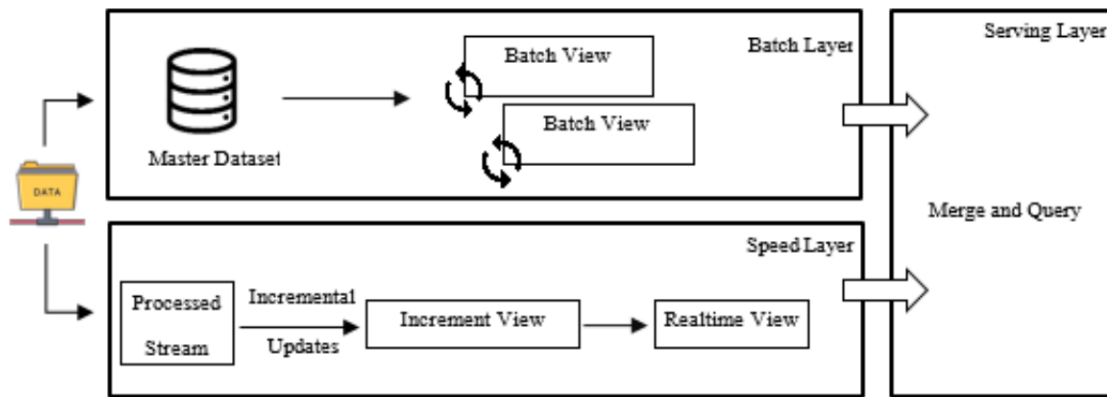 Batch Layer
Batch View
Batch View
Master Dataset
DATA
Speed Layer
Processed
Stream
Incremental
Updates
Increment View
Realtime View
Serving Layer
Merge and Query